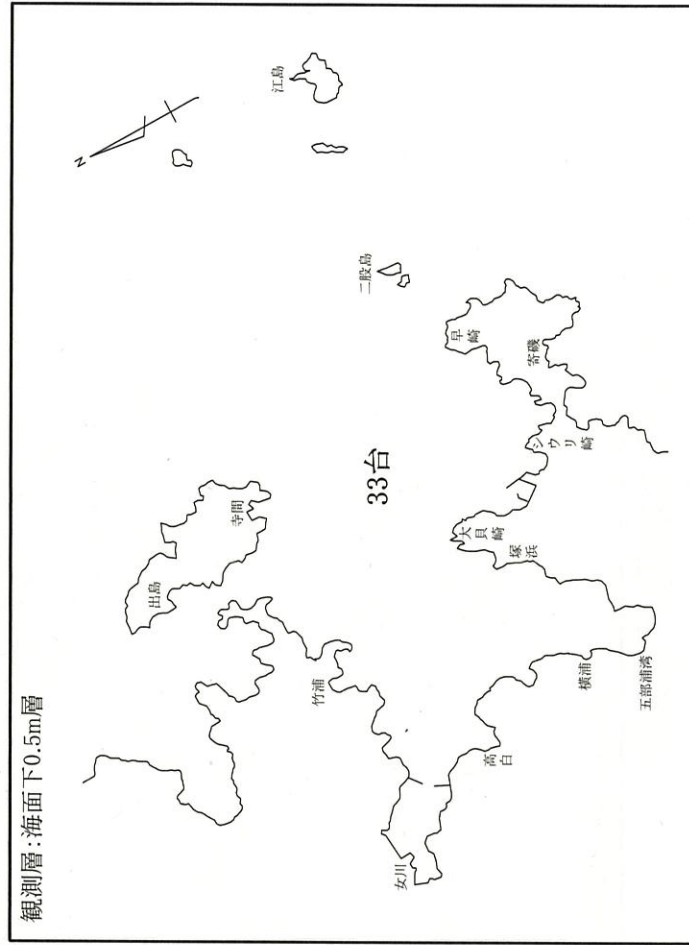 観測層：海面下0.5m層
N
江島
二股島
早崎
寄磯
シウリ崎
33台
大貝崎
塚浜
寺間
出島
竹浦
横浦
五部浦湾
高白
女川